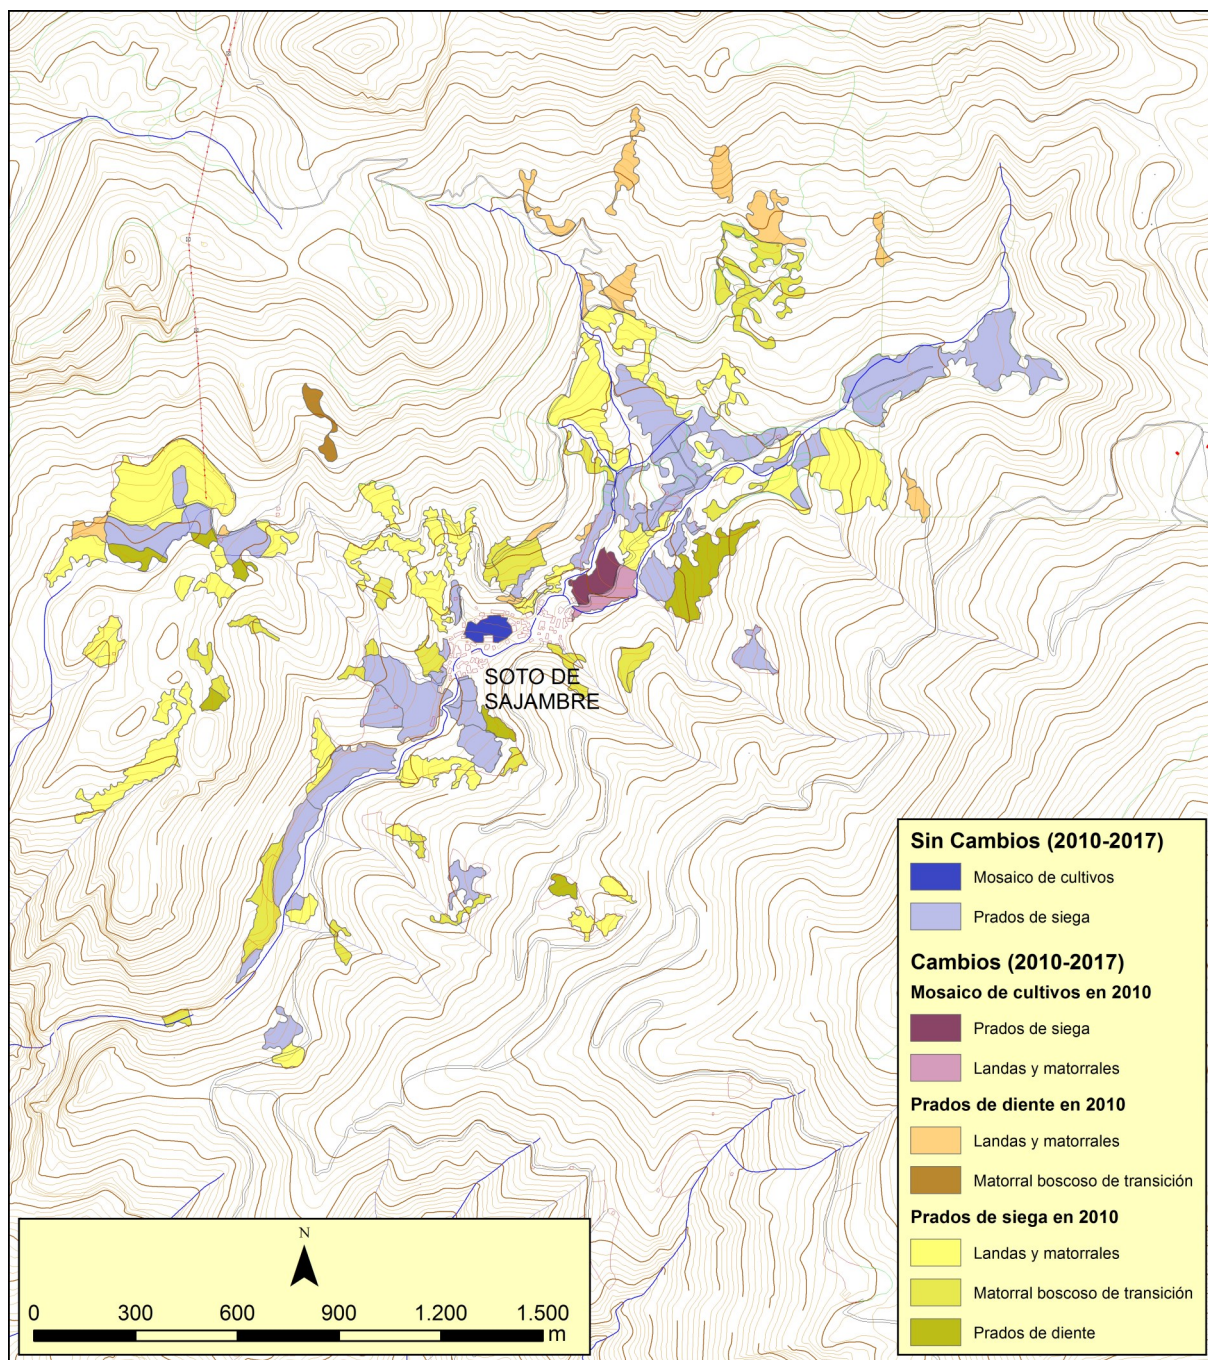 SOTO DE
SAJAMBRE
Sin Cambios (2010-2017)
Mosaico de cultivos
Prados de siega
Cambios (2010-2017)
Mosaico de cultivos en 2010
Prados de siega
Landas y matorrales
Prados de diente en 2010
Landas y matorrales
Matorral boscoso de transición
Prados de siega en 2010
Landas y matorrales
Matorral boscoso de transición
Prados de diente
N
0 300 600 900 1.200 1.500
m